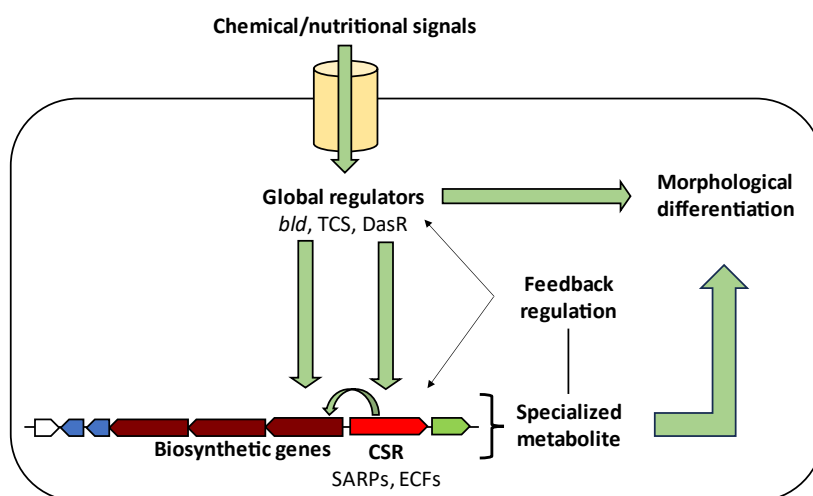 Chemical/nutritional signals
Global regulators
bld, TCS, DasR
Morphological
differentiation
Feedback
regulation
Specialized
metabolite
Biosynthetic genes
CSR
SARPs, ECFs